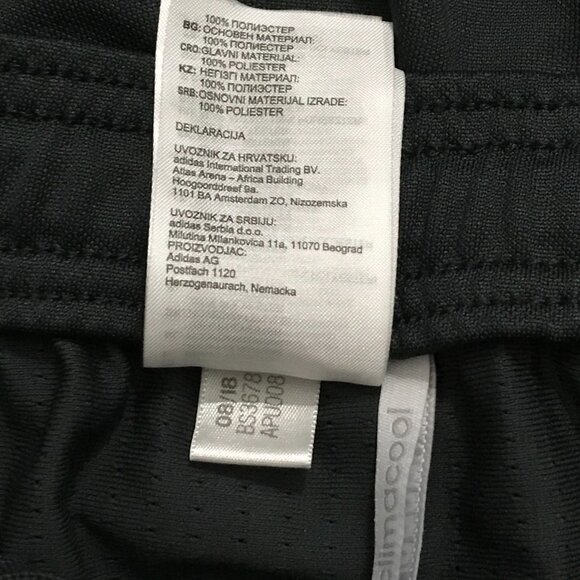 100% ПОЛИЭСТЕР
BG: ОСНОВЕН МАТЕРИАЛ:
100% ПОЛИЕСТЕР
CRO: GLAVNI MATERIJAL:
100% POLIESTER
KZ: НЕГІЗГІ МАТЕРИАЛ:
100% ПОЛИЭСТЕР
SRB: OSNOVNI MATERIJAL IZRADE:
100% POLIESTER
DEKLARACIJA
UVOZNIK ZA HRVATSKU:
adidas International Trading BV.
Atlas Arena – Africa Building
Hoogoorddreef 9a.
1101 BA Amsterdam ZO, Nizozemska
UVOZNIK ZA SRBIJU:
adidas Serbia d.o.o.
Milutina Milankovica 11a, 11070 Beograd
PROIZVODJAC:
Adidas AG
Postfach 1120
Herzogenaurach, Nemacka
08/18
BS3678
APU008
climacool